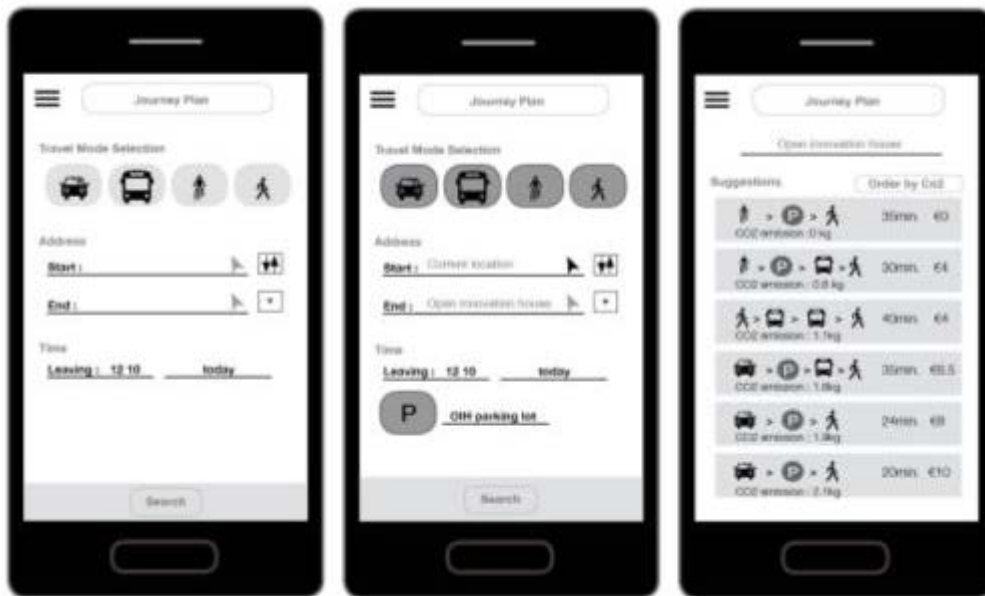 Journey Plan
Travel Mode Selection
Address
Start :
End :
Time
Leaving : 12 10 today
Search
Journey Plan
Travel Mode Selection
Address
Start : Current location
End : Open innovation house
Time
Leaving : 12 10 today
P OIH parking lot
Search
Journey Plan
Open innovation house
Suggestions Order by Co2
> P > 35min. €0
CO2 emission : 0 kg
> P > > 30min. €4
CO2 emission : 0.8 kg
> > > 40min. €4
CO2 emission : 1.1kg
> P > > 35min.
CO2 emission : 1.6kg
> P > 24min. €8
CO2 emission : 1.9kg
> P > 20min. €10
CO2 emission : 2.1kg